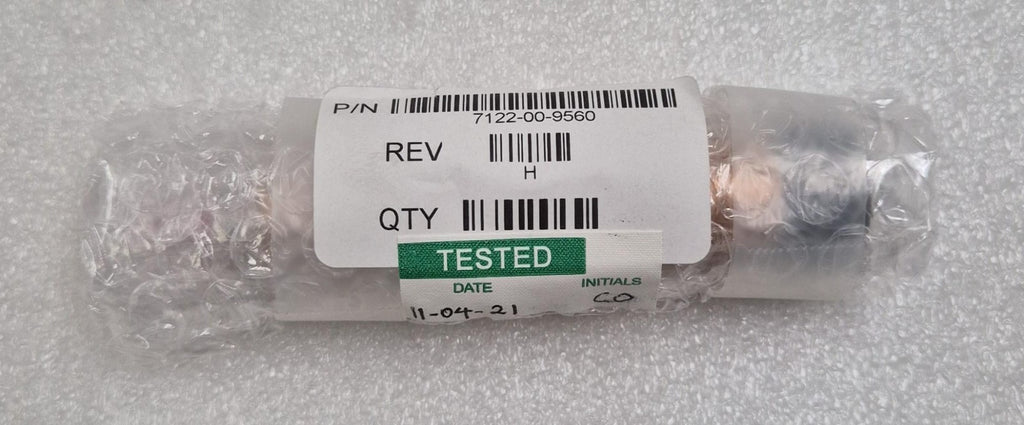 P/N
7122-00-9560
REV
H
QTY
TESTED
DATE INITIALS
11-04-21 CO